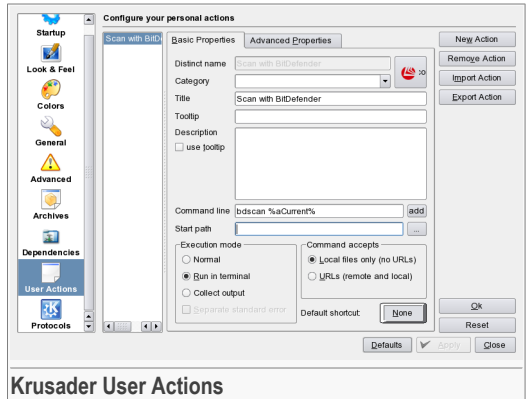 Configure your personal actions
Startup
Look & Feel
Colors
General
Advanced
Archives
Dependencies
User Actions
Protocols
Scan with BitDe
Basic Properties
Advanced Properties
Distinct name
Scan with BitDefender
Category
Title
Scan with BitDefender
Tooltip
Description
use tooltip
Command line
bdscan %aCurrent%
add
Start path
...
Execution mode
Normal
Run in terminal
Collect output
Separate standard error
Command accepts
Local files only (no URLs)
URLs (remote and local)
Default shortcut:
None
New Action
Remove Action
Import Action
Export Action
Ok
Reset
Defaults
Apply
Close
Krusader User Actions